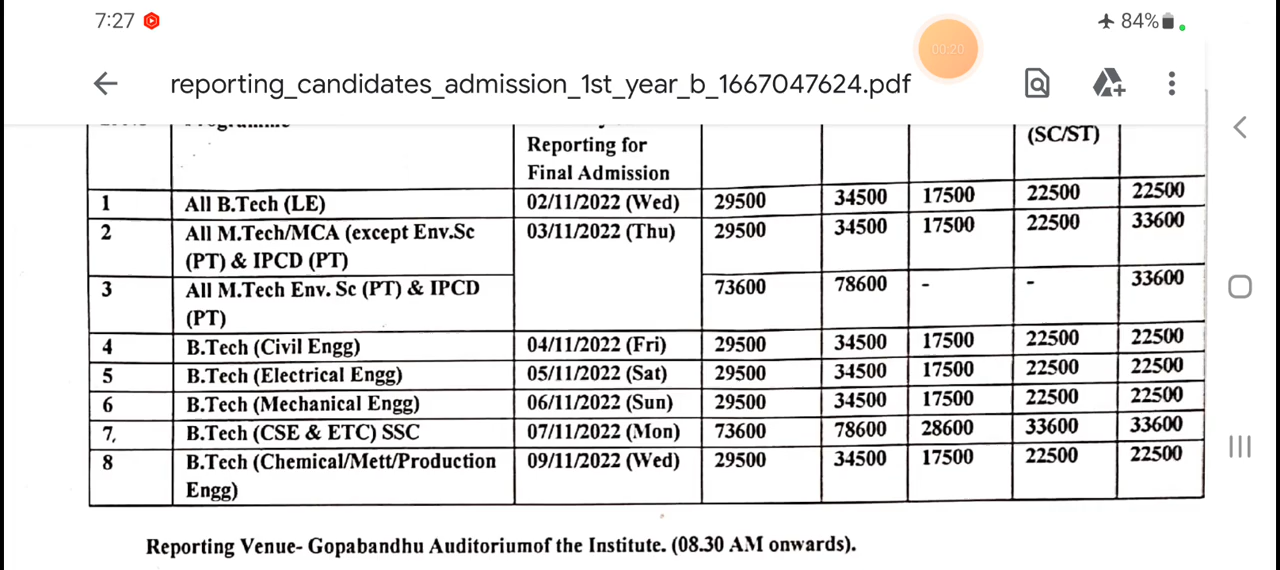 7:27
84%
00:20
reporting_candidates_admission_1st_year_b_1667047624.pdf
Programme
Reporting for (SC/ST)
Final Admission
1 All B.Tech (LE) 02/11/2022 (Wed) 29500 34500 17500 22500 22500
2 All M.Tech/MCA (except Env.Sc 03/11/2022 (Thu) 29500 34500 17500 22500 33600
(PT) & IPCD (PT)
3 All M.Tech Env. Sc (PT) & IPCD 73600 78600 - - 33600
(PT)
4 B.Tech (Civil Engg) 04/11/2022 (Fri) 29500 34500 17500 22500 22500
5 B.Tech (Electrical Engg) 05/11/2022 (Sat) 29500 34500 17500 22500 22500
6 B.Tech (Mechanical Engg) 06/11/2022 (Sun) 29500 34500 17500 22500 22500
7. B.Tech (CSE & ETC) SSC 07/11/2022 (Mon) 73600 78600 28600 33600 33600
8 B.Tech (Chemical/Mett/Production 09/11/2022 (Wed) 29500 34500 17500 22500 22500
Engg)
Reporting Venue- Gopabandhu Auditoriumof the Institute. (08.30 AM onwards).